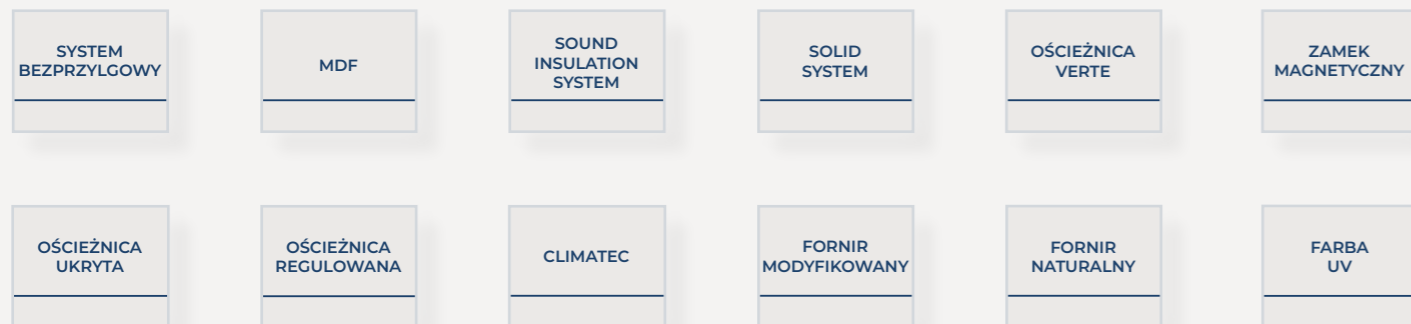 SYSTEM
BEZPRZYLGOWY
MDF
SOUND
INSULATION
SYSTEM
SOLID
SYSTEM
OŚCIEŻNICA
VERTE
ZAMEK
MAGNETYCZNY
OŚCIEŻNICA
UKRYTA
OŚCIEŻNICA
REGULOWANA
CLIMATEC
FORNIR
MODYFIKOWANY
FORNIR
NATURALNY
FARBA
UV